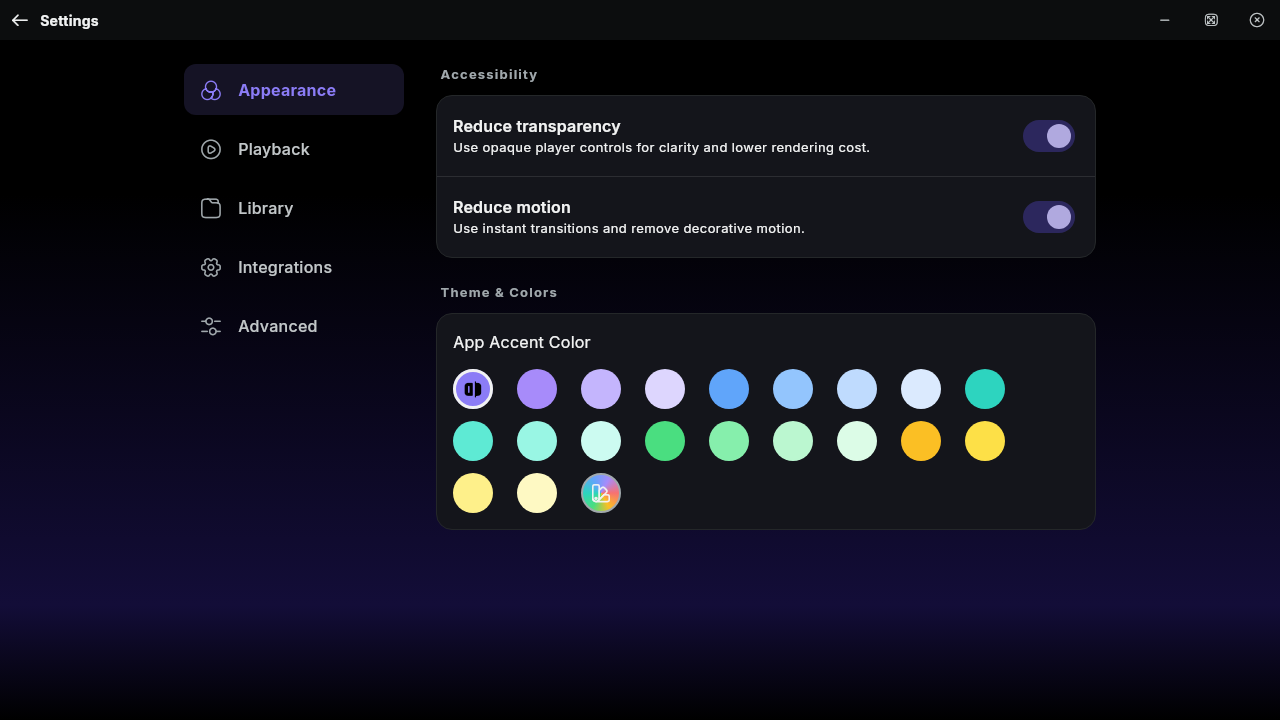 Settings
Appearance
Playback
Library
Integrations
Advanced
Accessibility
Reduce transparency
Use opaque player controls for clarity and lower rendering cost.
Reduce motion
Use instant transitions and remove decorative motion.
Theme & Colors
App Accent Color